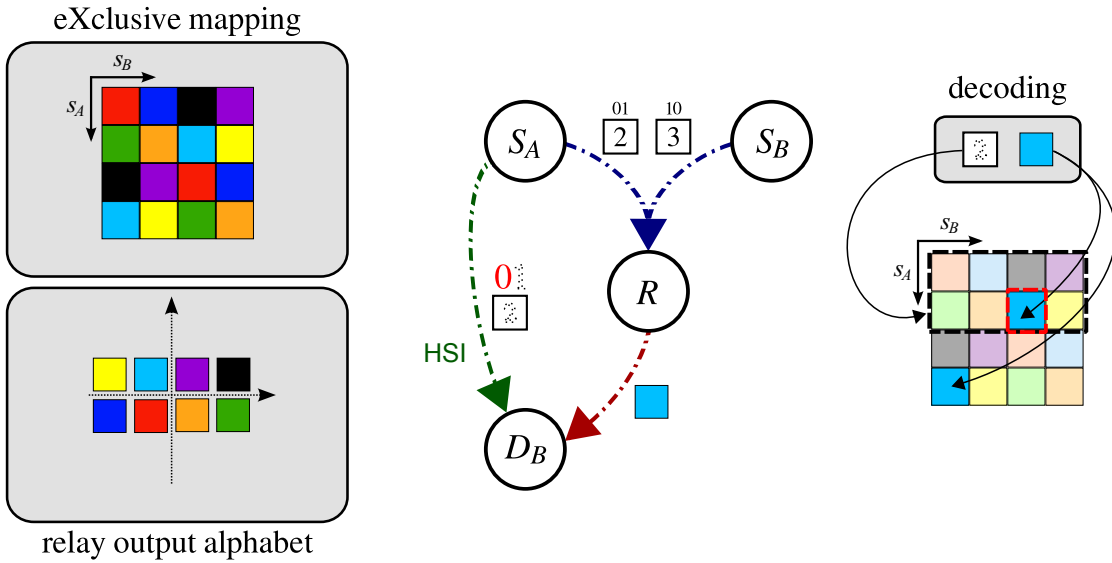 eXclusive mapping
s_B
s_A
relay output alphabet
S_A
01
2
10
3
S_B
R
0
HSI
D_B
decoding
s_B
s_A